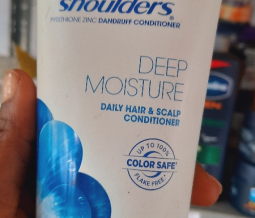 shoulders®
PYRITHIONE ZINC DANDRUFF CONDITIONER
DEEP
MOISTURE
DAILY HAIR & SCALP
CONDITIONER
UP TO 100%
COLOR SAFE
FLAKE FREE